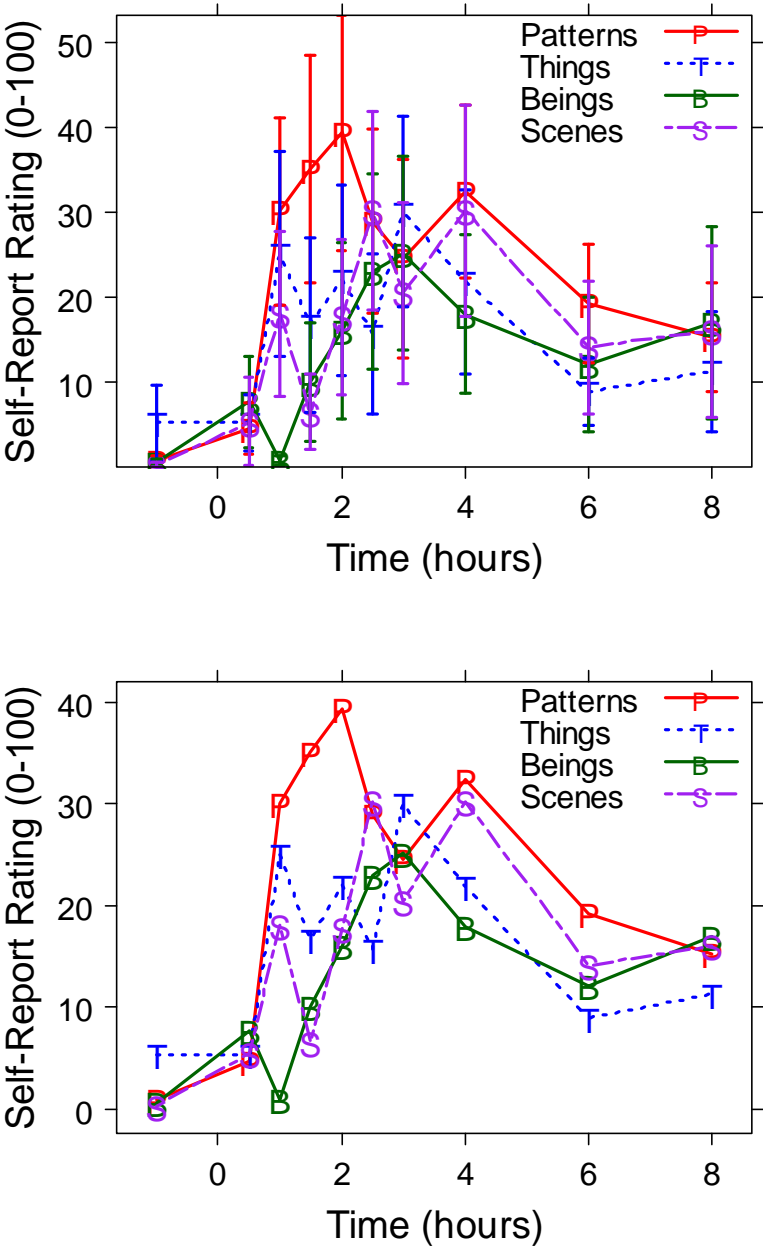 Self-Report Rating (0-100)
50
40
30
20
10
Patterns P
Things T
Beings B
Scenes S
0 2 4 6 8
Time (hours)
Self-Report Rating (0-100)
40
30
20
10
0
Patterns P
Things T
Beings B
Scenes S
0 2 4 6 8
Time (hours)